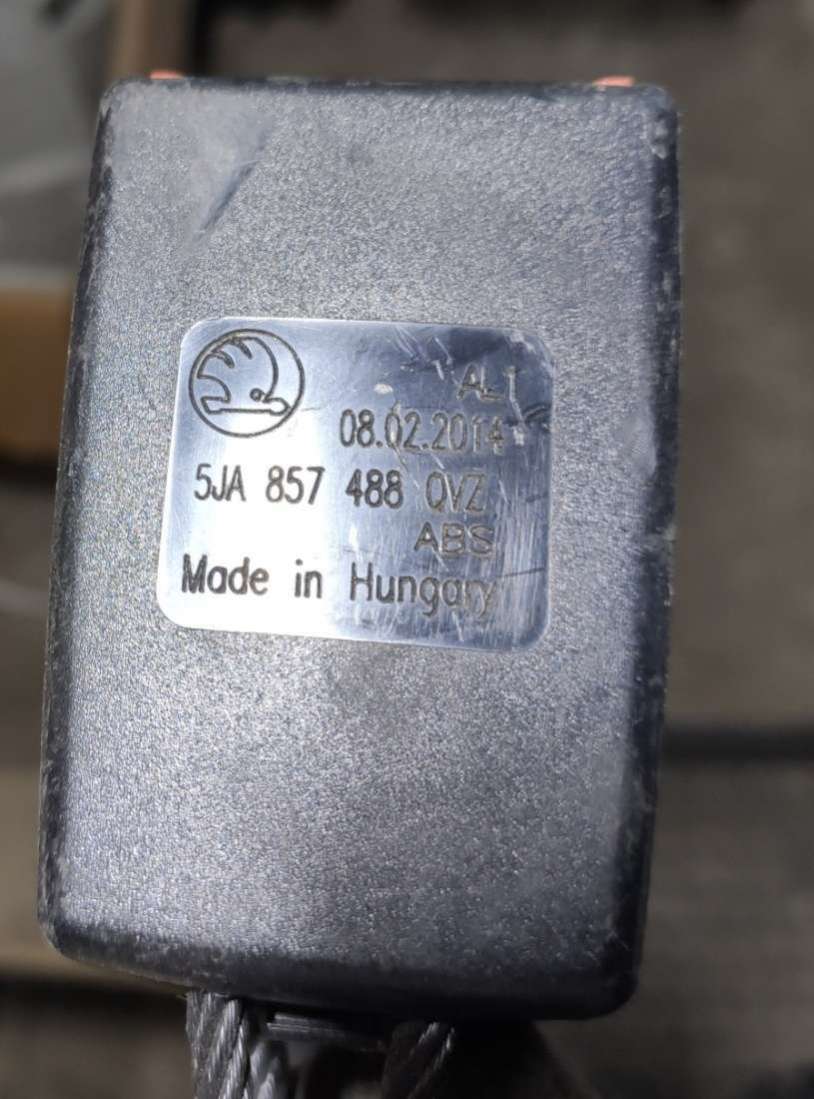 AL1
08.02.2014
5JA 857 488 QVZ
ABS
Made in Hungary